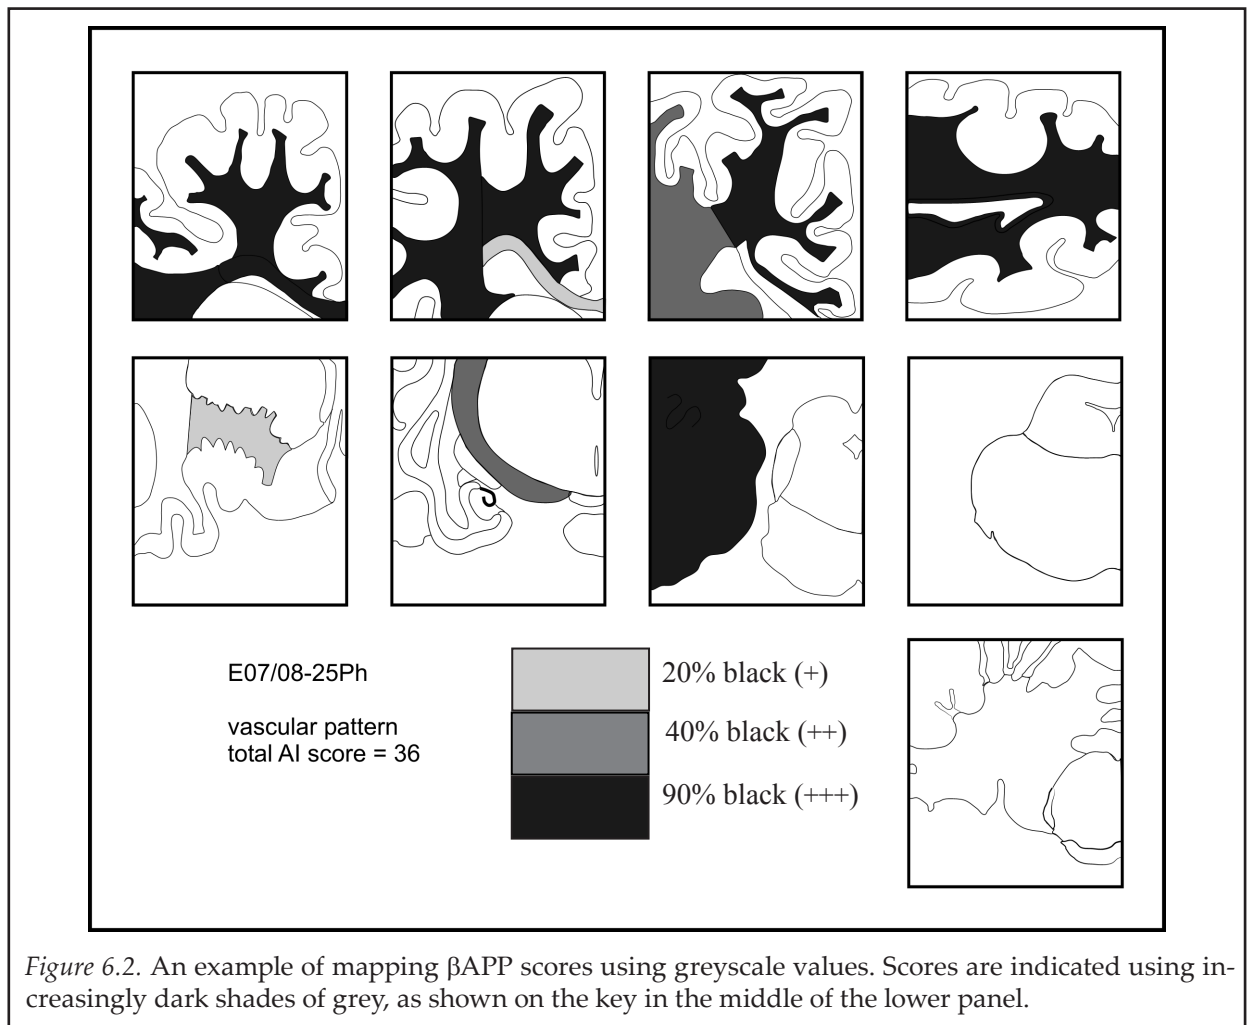 E07/08-25Ph
vascular pattern
total AI score = 36
20% black (+)
40% black (++)
90% black (+++)
Figure 6.2. An example of mapping βAPP scores using greyscale values. Scores are indicated using in-
creasingly dark shades of grey, as shown on the key in the middle of the lower panel.